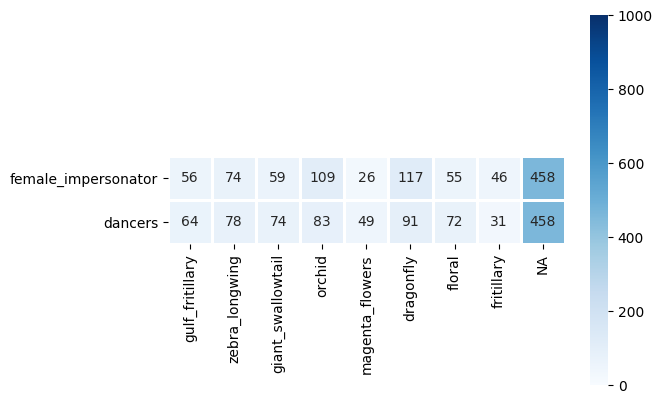 1000
800
600
400
200
0
female_impersonator 56 74 59 109 26 117 55 46 458
dancers 64 78 74 83 49 91 72 31 458
gulf_fritillary
zebra_longwing
giant_swallowtail
orchid
magenta_flowers
dragonfly
floral
fritillary
NA